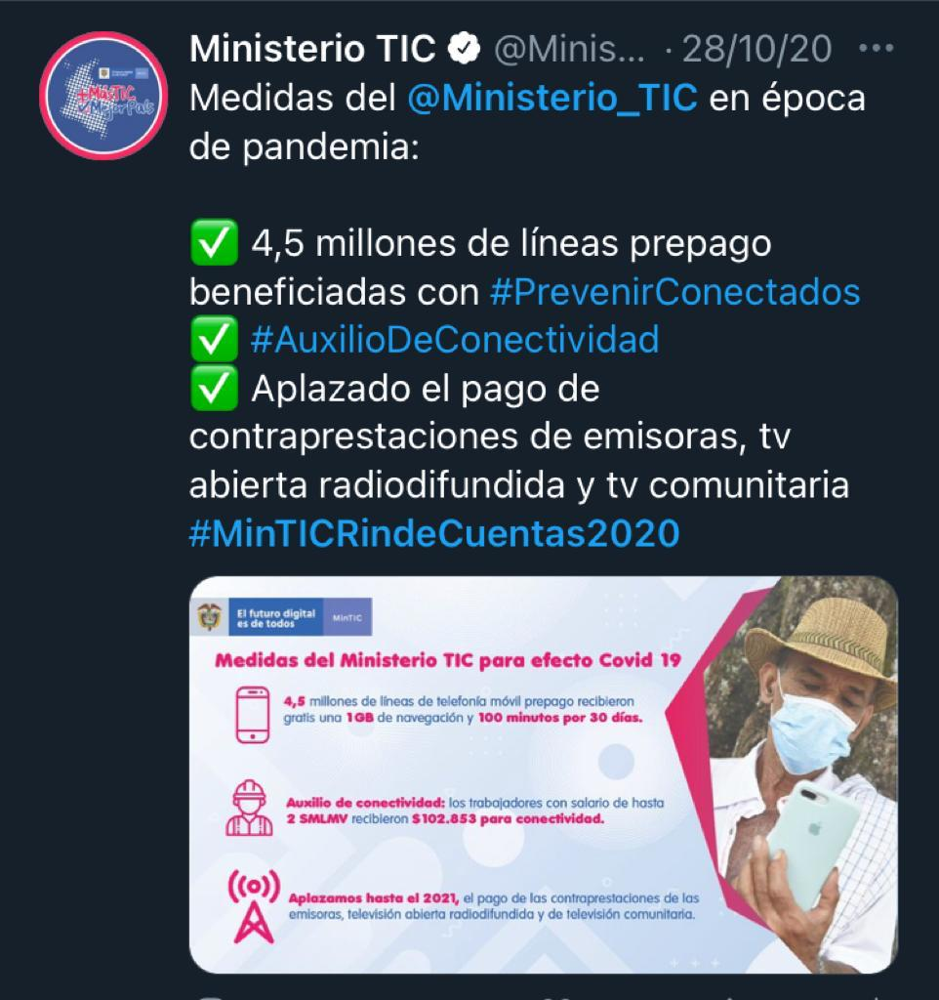 Ministerio TIC @Minis... · 28/10/20
Medidas del @Ministerio_TIC en época
de pandemia:
✅ 4,5 millones de líneas prepago
beneficiadas con #PrevenirConectados
✅ #AuxilioDeConectividad
✅ Aplazado el pago de
contraprestaciones de emisoras, tv
abierta radiodifundida y tv comunitaria
#MinTICRindeCuentas2020
El futuro digital
es de todos
MinTIC
Medidas del Ministerio TIC para efecto Covid 19
4,5 millones de líneas de telefonía móvil prepago recibieron
gratis una 1GB de navegación y 100 minutos por 30 días.
Auxilio de conectividad: los trabajadores con salario de hasta
2 SMLMV recibieron $102.853 para conectividad.
Aplazamos hasta el 2021, el pago de las contraprestaciones de las
emisoras, televisión abierta radiodifundida y de televisión comunitaria.